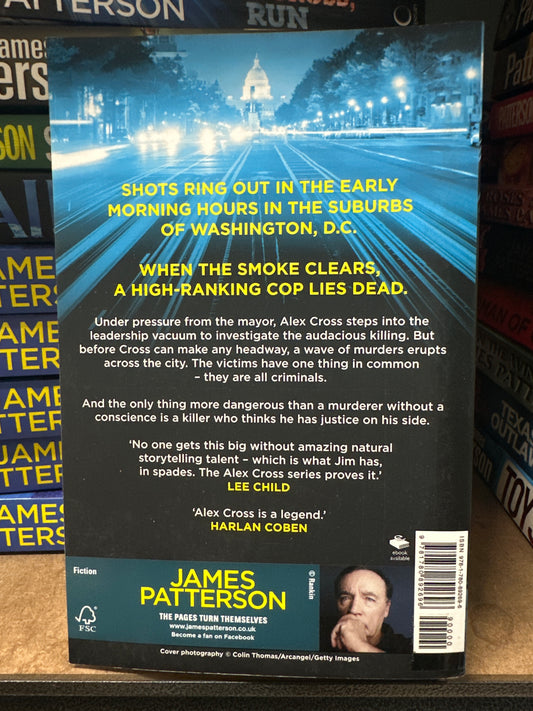 PATTERSON
CROSS,
RUN
SHOTS RING OUT IN THE EARLY
MORNING HOURS IN THE SUBURBS
OF WASHINGTON, D.C.
WHEN THE SMOKE CLEARS,
A HIGH-RANKING COP LIES DEAD.
Under pressure from the mayor, Alex Cross steps into the
leadership vacuum to investigate the audacious killing. But
before Cross can make any headway, a wave of murders erupts
across the city. The victims have one thing in common
– they are all criminals.
And the only thing more dangerous than a murderer without a
conscience is a killer who thinks he has justice on his side.
‘No one gets this big without amazing natural
storytelling talent – which is what Jim has,
in spades. The Alex Cross series proves it.’
LEE CHILD
‘Alex Cross is a legend.’
HARLAN COBEN
ebook
available
Fiction
JAMES
PATTERSON
THE PAGES TURN THEMSELVES
www.jamespatterson.co.uk
Become a fan on Facebook
FSC
© Rankin
Cover photography © Colin Thomas/Arcangel/Getty Images
90000
TOY